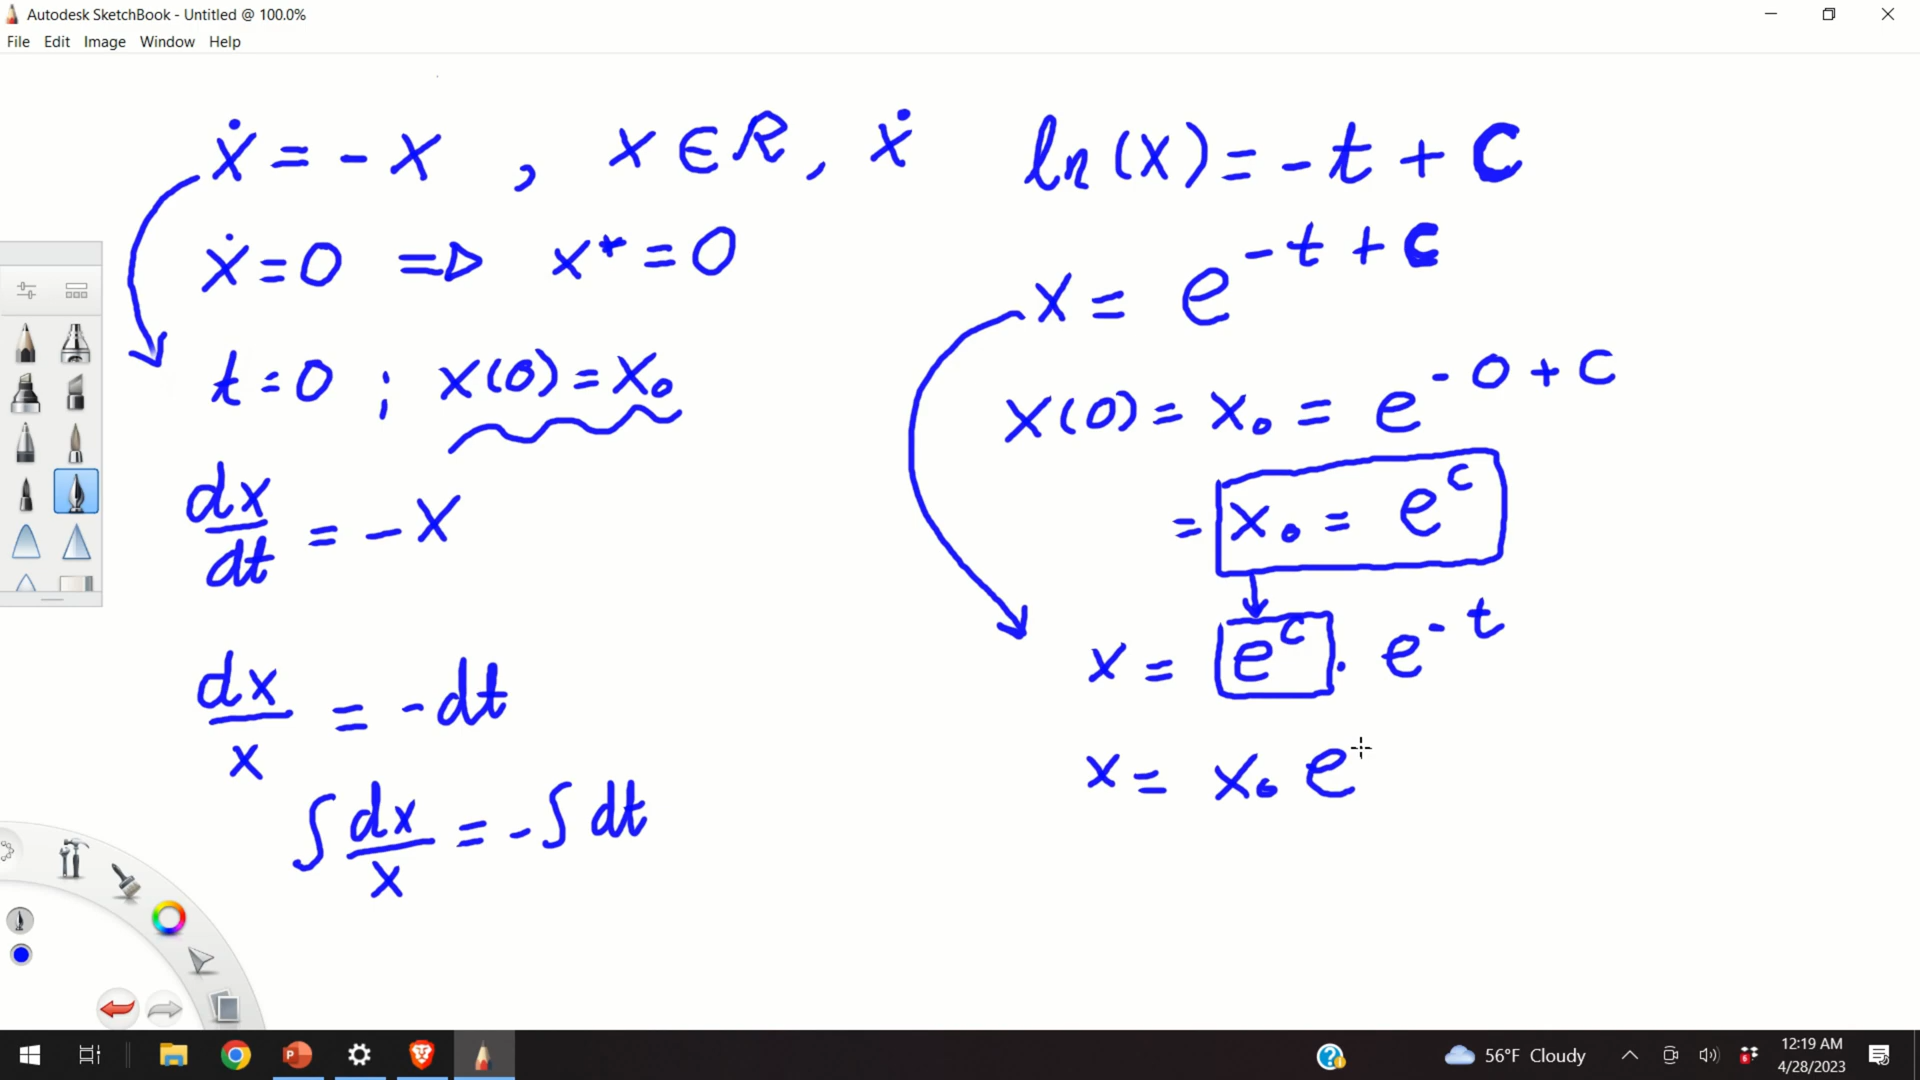 Autodesk SketchBook - Untitled @ 100.0%
File Edit Image Window Help
ẋ = - x , x ∈ R , ẋ
ẋ = 0 => x* = 0
t = 0 ; x(0) = x₀
dx/dt = - x
dx/x = - dt
∫ dx/x = - ∫ dt
ln(x) = - t + C
x = e^(- t + C)
x(0) = x₀ = e^(- 0 + C)
= x₀ = e^C
x = e^C · e^(- t)
x = x₀ e
56°F Cloudy
12:19 AM
4/28/2023